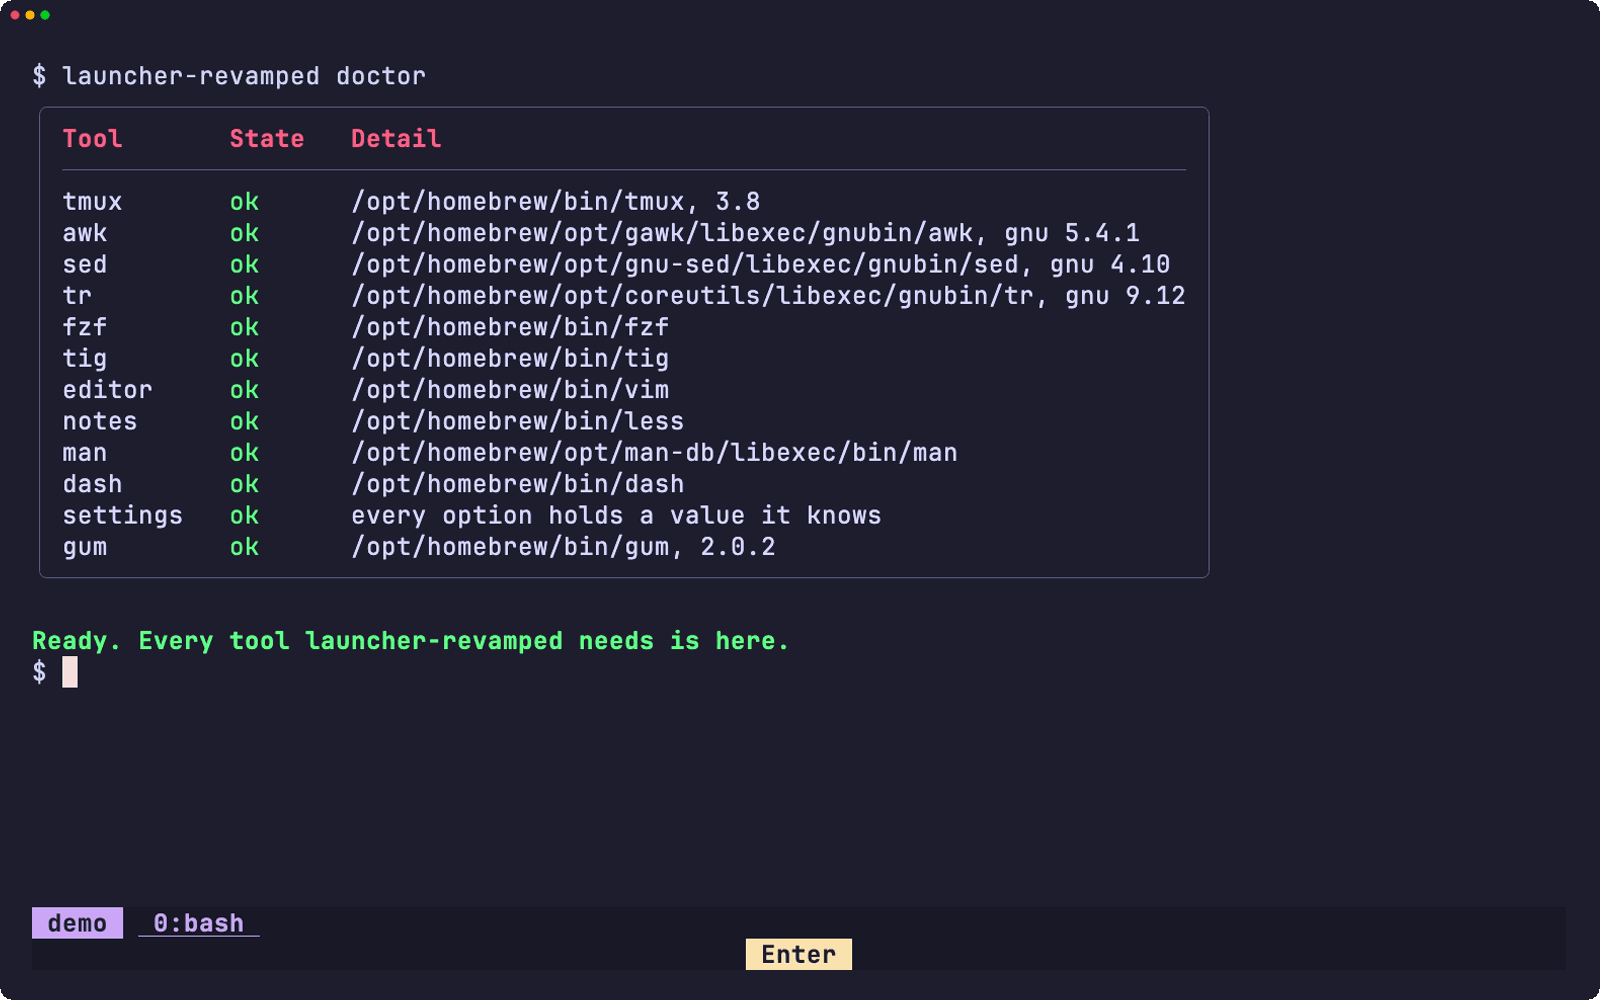 $ launcher-revamped doctor
Tool State Detail
tmux ok /opt/homebrew/bin/tmux, 3.8
awk ok /opt/homebrew/opt/gawk/libexec/gnubin/awk, gnu 5.4.1
sed ok /opt/homebrew/opt/gnu-sed/libexec/gnubin/sed, gnu 4.10
tr ok /opt/homebrew/opt/coreutils/libexec/gnubin/tr, gnu 9.12
fzf ok /opt/homebrew/bin/fzf
tig ok /opt/homebrew/bin/tig
editor ok /opt/homebrew/bin/vim
notes ok /opt/homebrew/bin/less
man ok /opt/homebrew/opt/man-db/libexec/bin/man
dash ok /opt/homebrew/bin/dash
settings ok every option holds a value it knows
gum ok /opt/homebrew/bin/gum, 2.0.2
Ready. Every tool launcher-revamped needs is here.
$
demo 0:bash
Enter